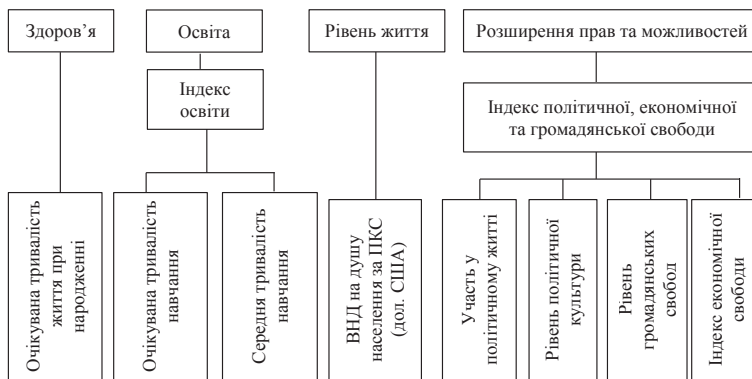 Здоров’я
Освіта
Рівень життя
Розширення прав та можливостей
Індекс
освіти
Індекс політичної, економічної
та громадянської свободи
Очікувана тривалість
життя при
народженні
Очікувана тривалість
навчання
Середня тривалість
навчання
ВНД на душу
населення за ПКС
(дол. США)
Участь у
політичному житті
Рівень політичної
культури
Рівень
громадянських
свобод
Індекс економічної
свободи